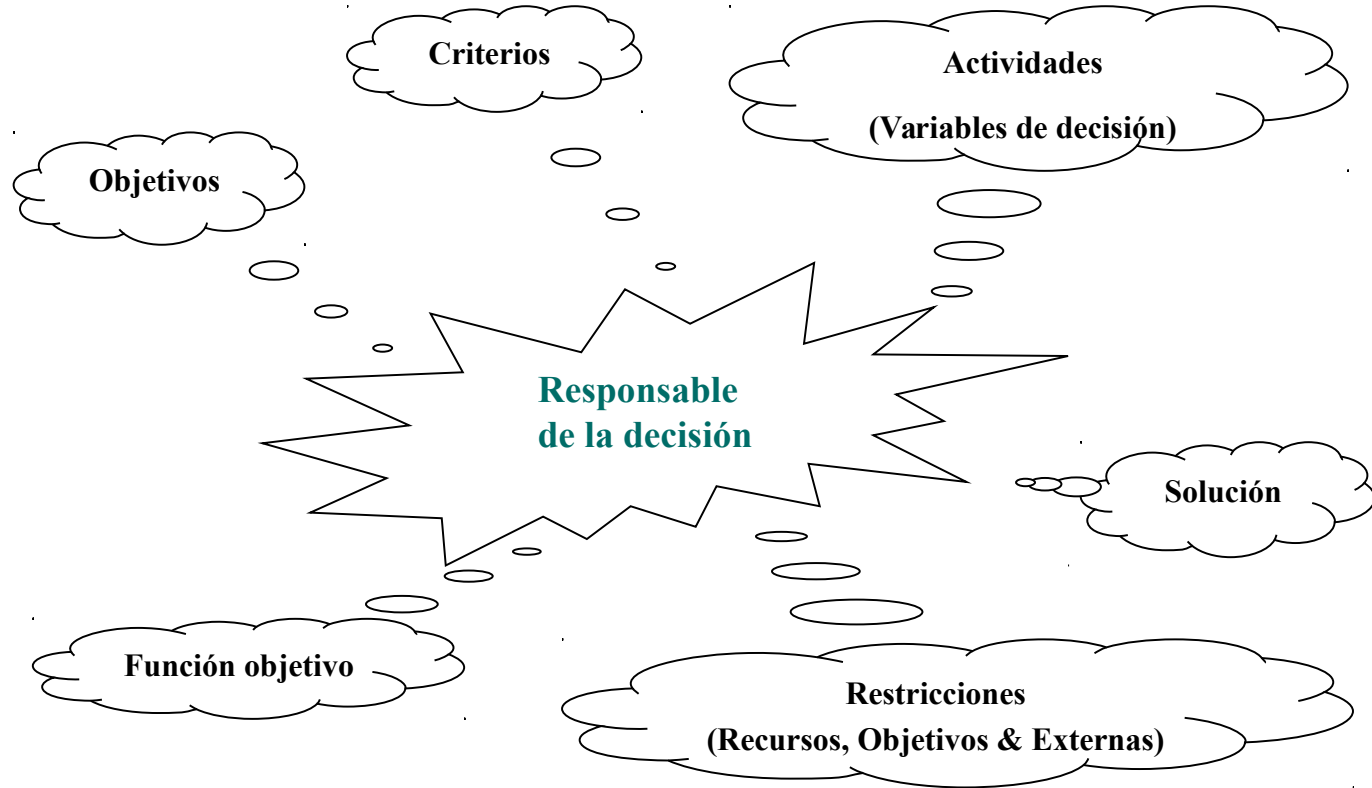 Criterios
Actividades
(Variables de decisión)
Objetivos
Responsable
de la decisión
Solución
Función objetivo
Restricciones
(Recursos, Objetivos & Externas)